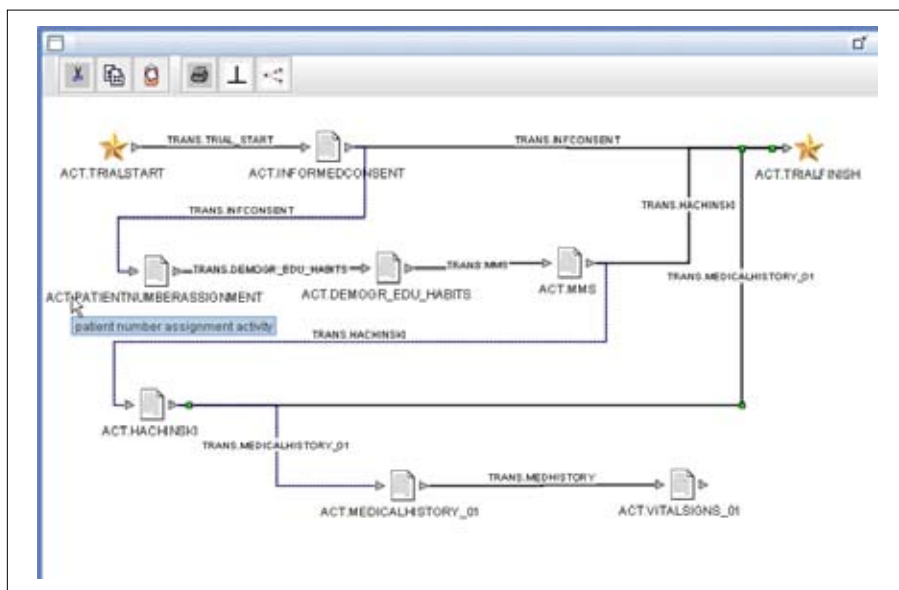 TRANS.TRIAL_START
TRANS.INFCONSENT
ACT.TRIALSTART
ACT.INFORMEDCONSENT
ACT.TRIALFINISH
TRANS.INFCONSENT
TRANS.HACHINSKI
TRANS.DEMOGR_EDU_HABITS
TRANS.MMS
TRANS.MEDICALHISTORY_01
ACT.PATIENTNUMBERASSIGNMENT
ACT.DEMOGR_EDU_HABITS
ACT.MMS
patient number assignment activity
TRANS.HACHINSKI
ACT.HACHINSKI
TRANS.MEDICALHISTORY_01
TRANS.MEDHISTORY
ACT.MEDICALHISTORY_01
ACT.VITALSIGNS_01